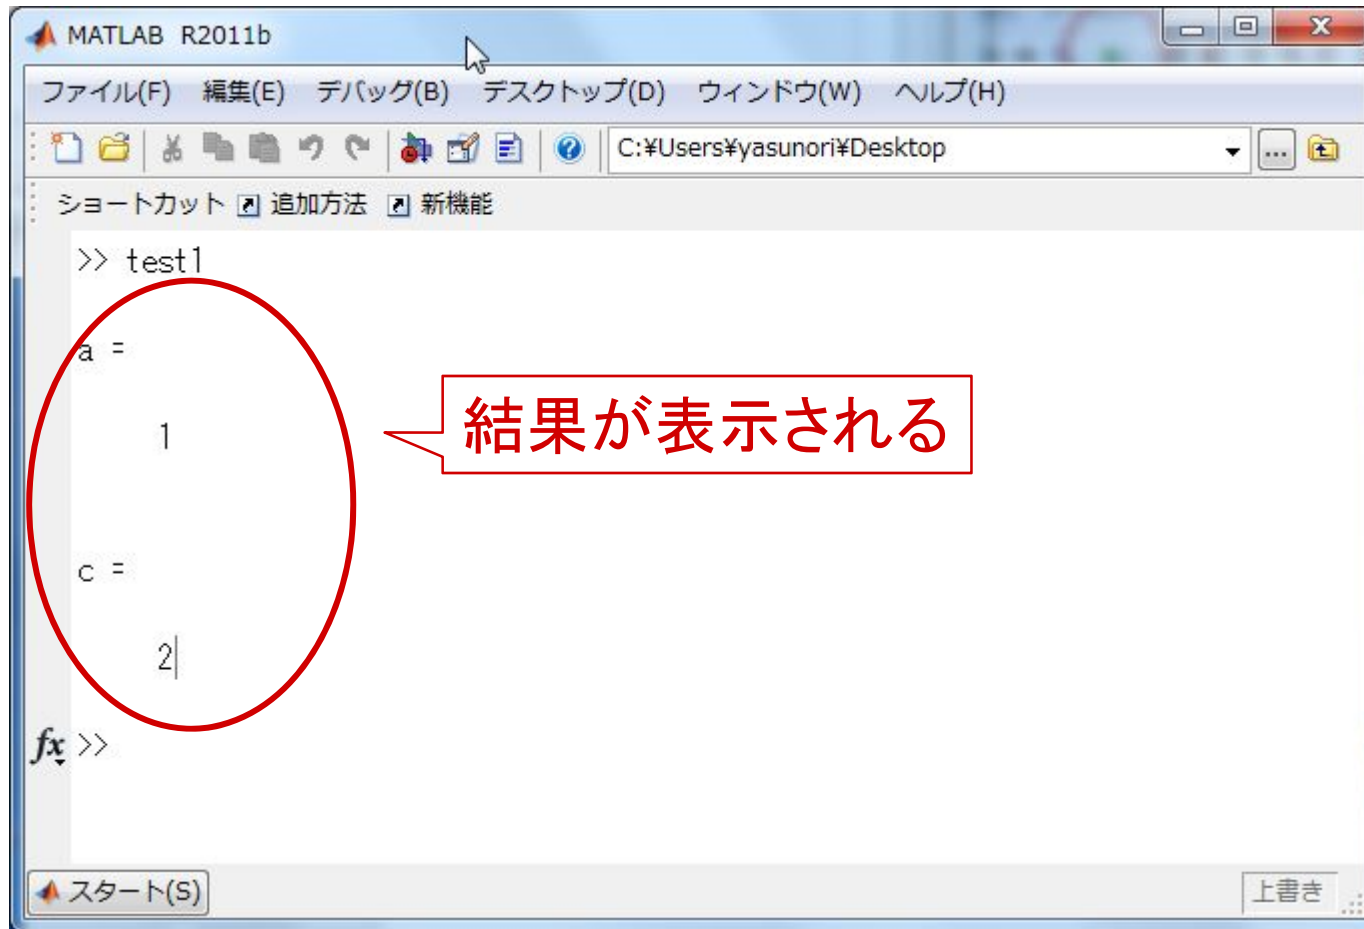 MATLAB R2011b
ファイル(F) 編集(E) デバッグ(B) デスクトップ(D) ウィンドウ(W) ヘルプ(H)
C:¥Users¥yasunori¥Desktop
ショートカット 追加方法 新機能
>> test1
a =
1
結果が表示される
c =
2
fx >>
スタート(S) 上書き